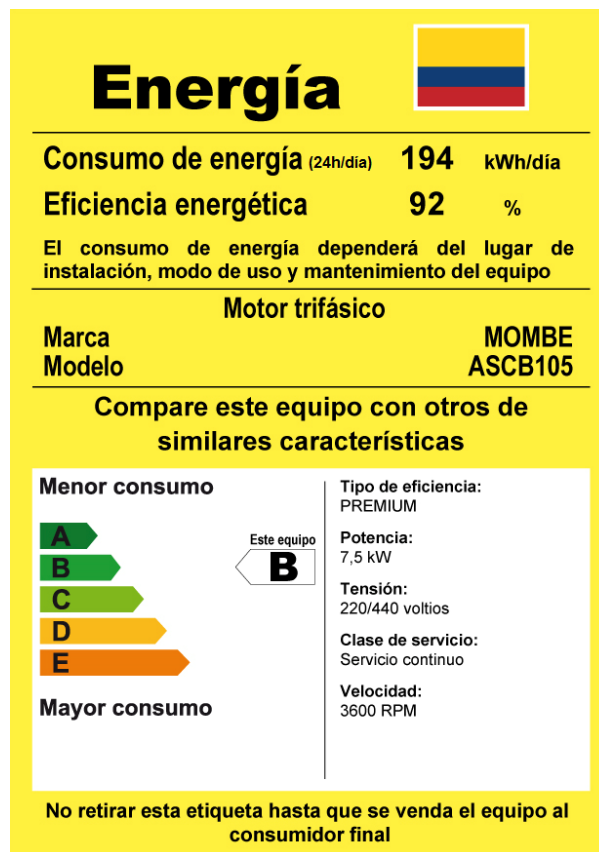 Energía
Consumo de energía (24h/día) 194 kWh/día
Eficiencia energética 92 %
El consumo de energía dependerá del lugar de
instalación, modo de uso y mantenimiento del equipo
Motor trifásico
Marca MOMBE
Modelo ASCB105
Compare este equipo con otros de
similares características
Menor consumo
A
B
C
D
E
Mayor consumo
Este equipo
B
Tipo de eficiencia:
PREMIUM
Potencia:
7,5 kW
Tensión:
220/440 voltios
Clase de servicio:
Servicio continuo
Velocidad:
3600 RPM
No retirar esta etiqueta hasta que se venda el equipo al
consumidor final